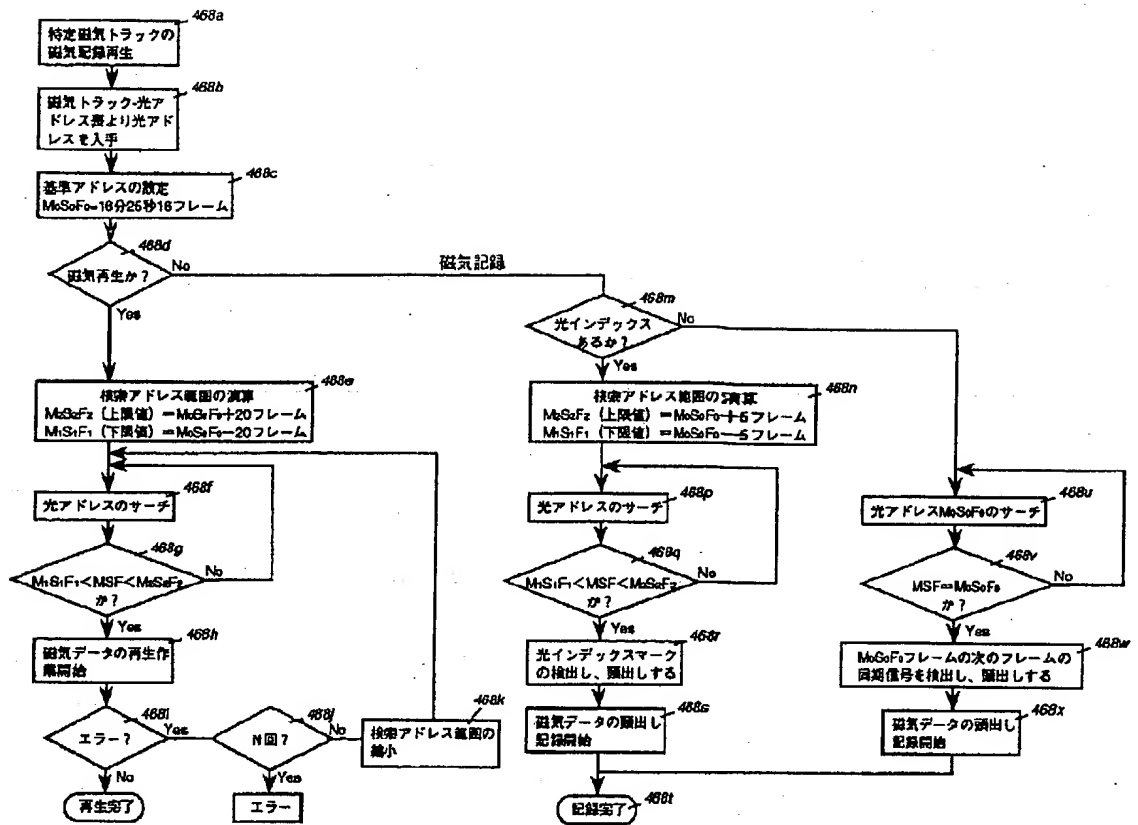 468a
特定磁気トラックの
磁気記録再生
468b
磁気トラック-光ア
ドレス表より光アド
レスを入手
468c
基準アドレスの設定
M₀S₀F₀=16分25秒16フレーム
468d
磁気再生か?
No
磁気記録
Yes
468m
光インデックス
あるか?
No
Yes
468e
検索アドレス範囲の演算
M₂S₂F₂(上限値)=M₀S₀F₀+20フレーム
M₁S₁F₁(下限値)=M₀S₀F₀-20フレーム
468n
検索アドレス範囲の演算
M₂S₂F₂(上限値)=M₀S₀F₀+5フレーム
M₁S₁F₁(下限値)=M₀S₀F₀-5フレーム
468f
光アドレスのサーチ
468p
光アドレスのサーチ
468u
光アドレスM₀S₀F₀のサーチ
468g
M₁S₁F₁<MSF<M₂S₂F₂
か?
No
Yes
468q
M₁S₁F₁<MSF<M₂S₂F₂
か?
No
Yes
468v
MSF=M₀S₀F₀
か?
No
Yes
468h
磁気データの再生作
業開始
468r
光インデックスマーク
の検出し、頭出しする
468w
M₀S₀F₀フレームの次のフレームの
同期信号を検出し、頭出しする
468i
エラー?
Yes
No
468j
N回?
No
Yes
468k
検索アドレス範囲の
縮小
468s
磁気データの頭出し
記録開始
468x
磁気データの頭出し
記録開始
再生完了
エラー
記録完了
468t